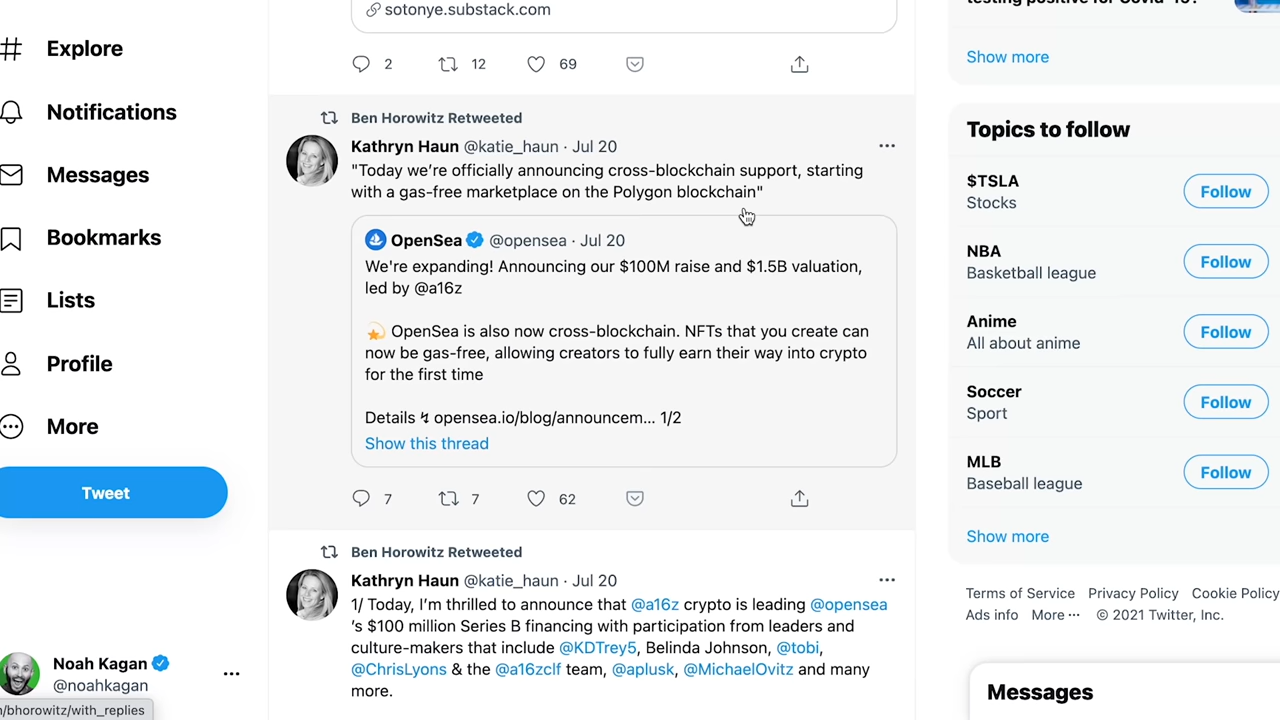 sotonye.substack.com
2
12
69
Ben Horowitz Retweeted
Kathryn Haun @katie_haun · Jul 20
"Today we're officially announcing cross-blockchain support, starting
with a gas-free marketplace on the Polygon blockchain"
OpenSea @opensea · Jul 20
We're expanding! Announcing our $100M raise and $1.5B valuation,
led by @a16z
OpenSea is also now cross-blockchain. NFTs that you create can
now be gas-free, allowing creators to fully earn their way into crypto
for the first time
Details ↯ opensea.io/blog/announcem... 1/2
Show this thread
7
7
62
Ben Horowitz Retweeted
Kathryn Haun @katie_haun · Jul 20
1/ Today, I'm thrilled to announce that @a16z crypto is leading @opensea
's $100 million Series B financing with participation from leaders and
culture-makers that include @KDTrey5, Belinda Johnson, @tobi,
@ChrisLyons & the @a16zclf team, @aplusk, @MichaelOvitz and many
more.
Explore
Notifications
Messages
Bookmarks
Lists
Profile
More
Tweet
Noah Kagan
@noahkagan
/bhorowitz/with_replies
testing positive for Covid-19?
Show more
Topics to follow
$TSLA
Stocks
Follow
NBA
Basketball league
Follow
Anime
All about anime
Follow
Soccer
Sport
Follow
MLB
Baseball league
Follow
Show more
Terms of Service Privacy Policy Cookie Policy
Ads info More ··· © 2021 Twitter, Inc.
Messages